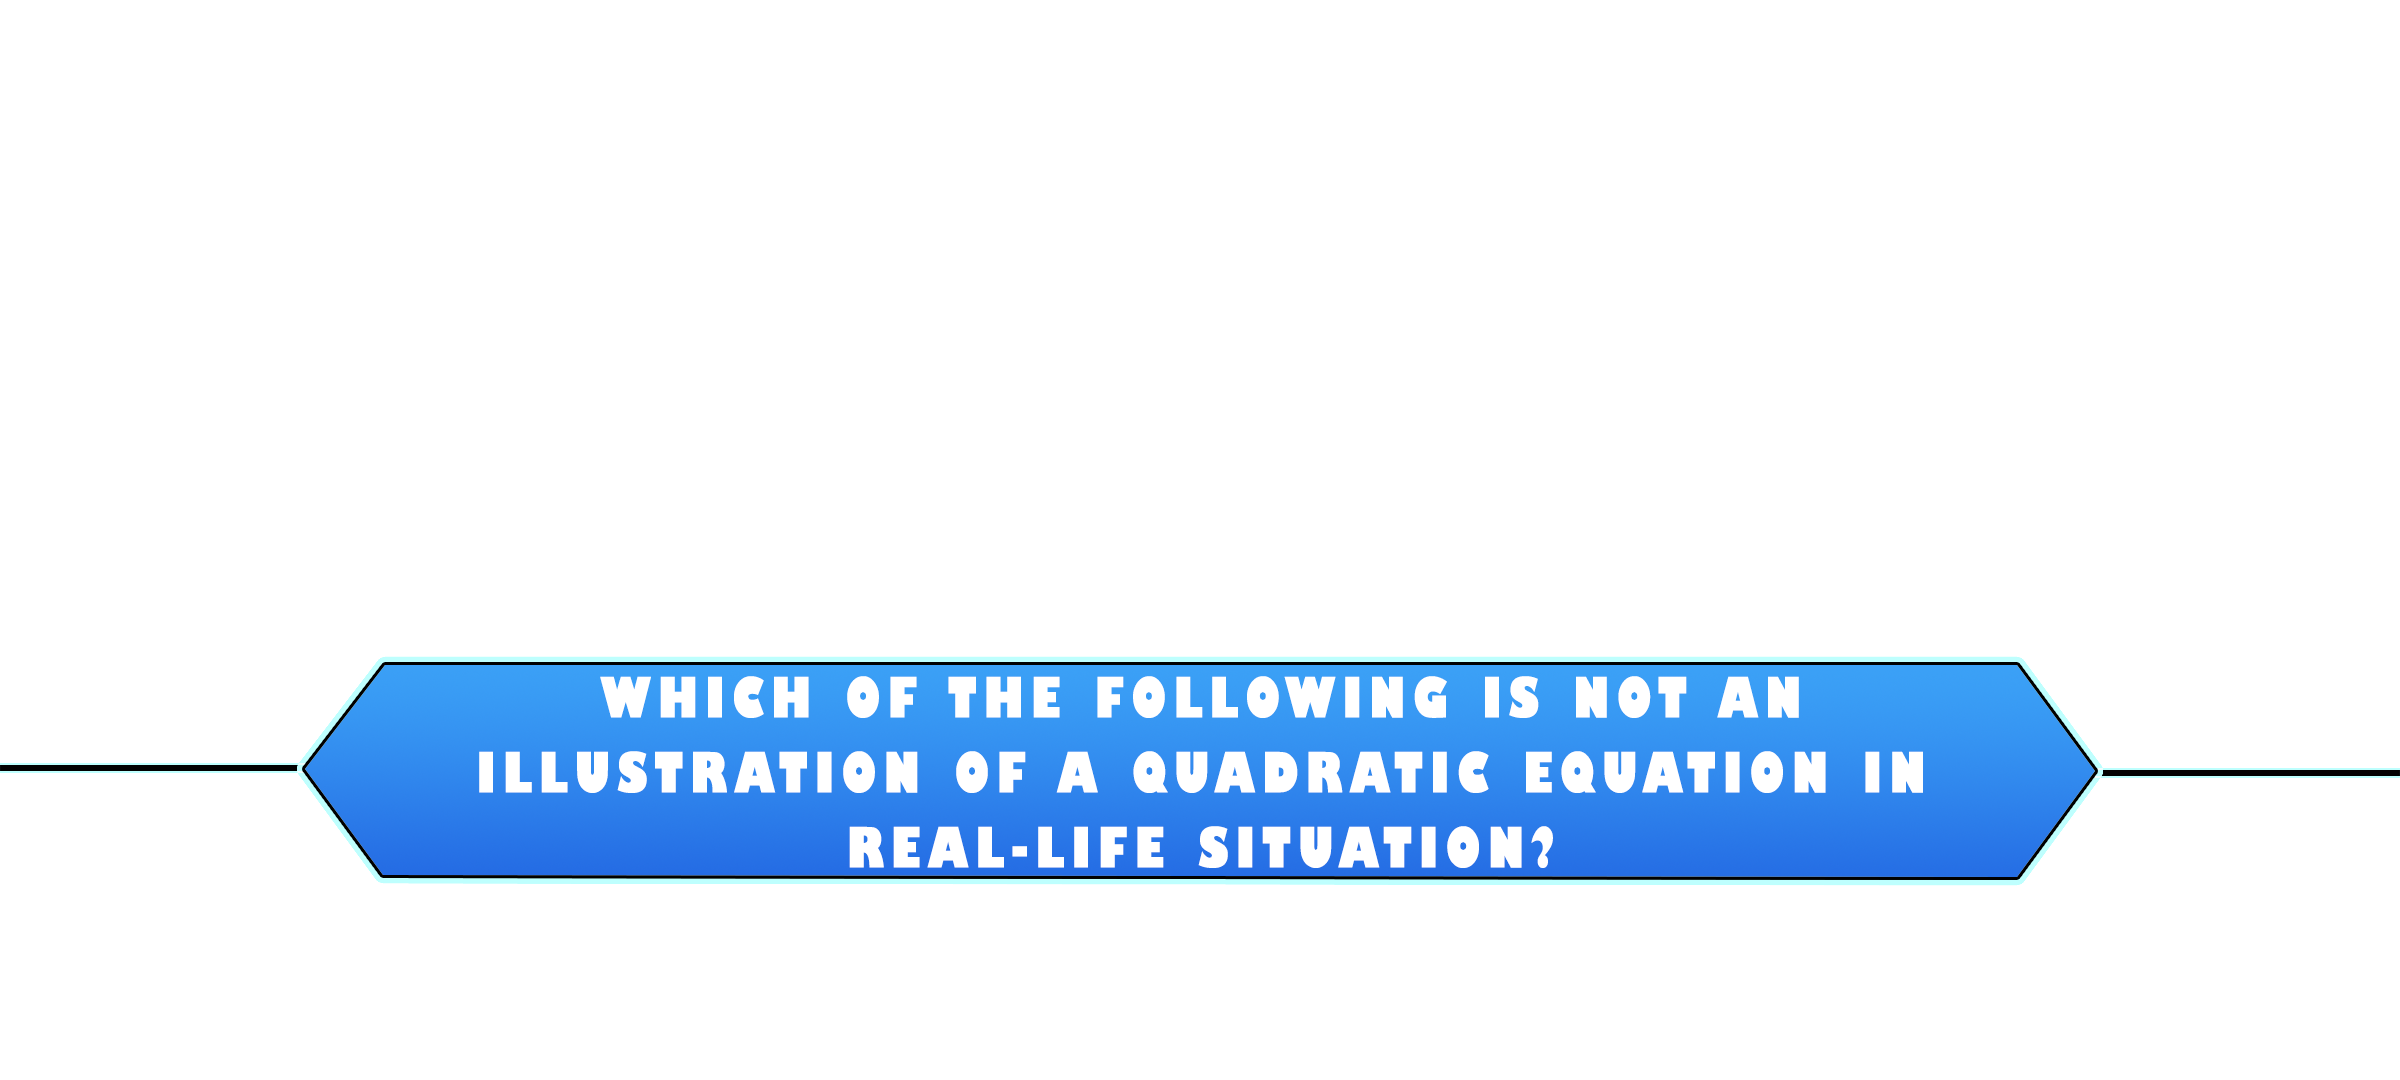 WHICH OF THE FOLLOWING IS NOT AN
ILLUSTRATION OF A QUADRATIC EQUATION IN
REAL-LIFE SITUATION?